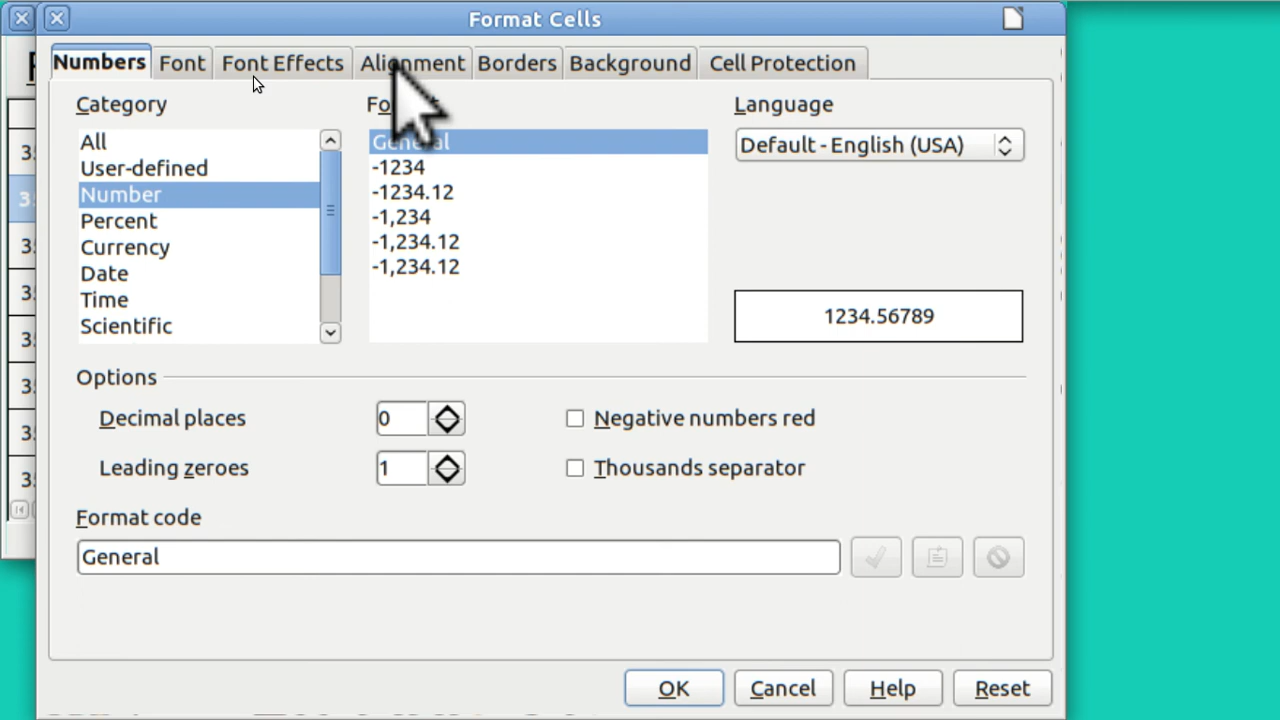 Format Cells
Numbers Font Font Effects Alignment Borders Background Cell Protection
Category
Language
All
User-defined
Number
Percent
Currency
Date
Time
Scientific
General
-1234
-1234.12
-1,234
-1,234.12
-1,234.12
Default - English (USA)
1234.56789
Options
Decimal places 0 Negative numbers red
Leading zeroes 1 Thousands separator
Format code
General
OK Cancel Help Reset